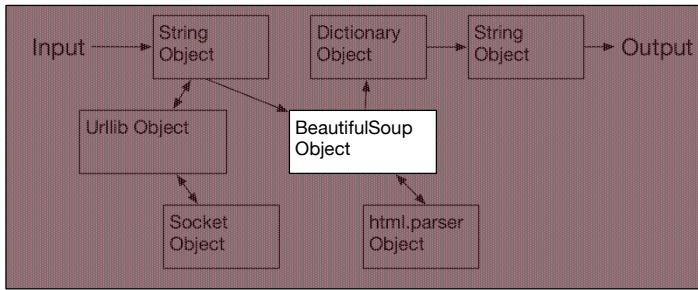 Input
String
Object
Dictionary
Object
String
Object
Output
Urllib Object
BeautifulSoup
Object
Socket
Object
html.parser
Object